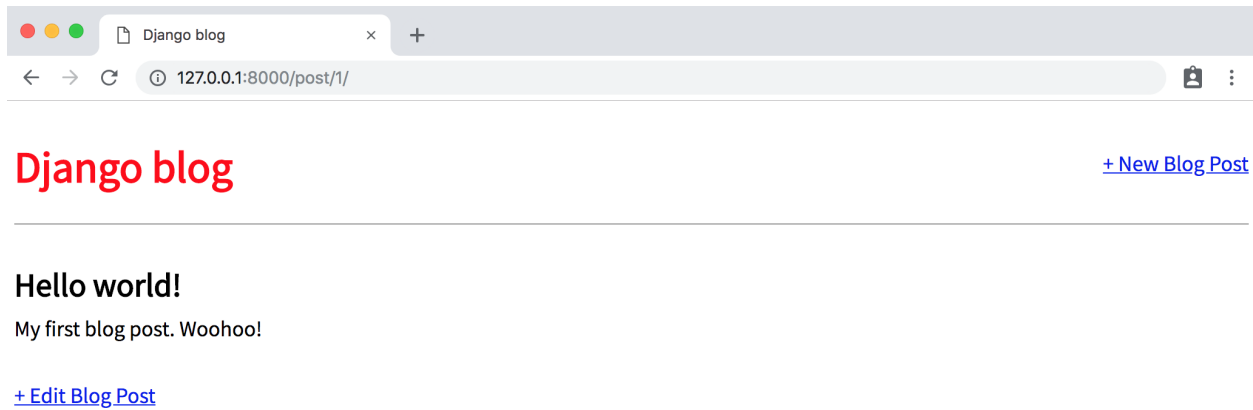 Django blog
127.0.0.1:8000/post/1/
Django blog
+ New Blog Post
Hello world!
My first blog post. Woohoo!
+ Edit Blog Post